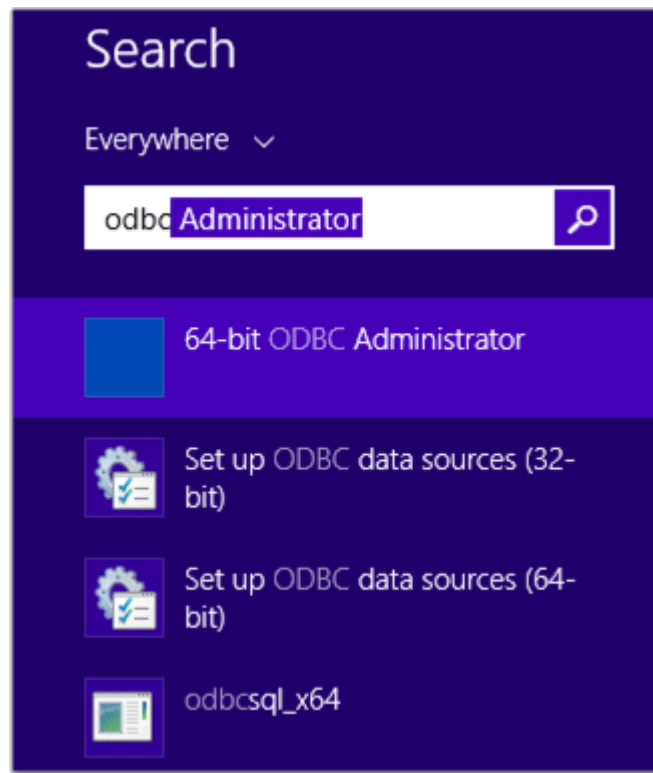 Search
Everywhere
odbc Administrator
64-bit ODBC Administrator
Set up ODBC data sources (32-
bit)
Set up ODBC data sources (64-
bit)
odbcsql_x64